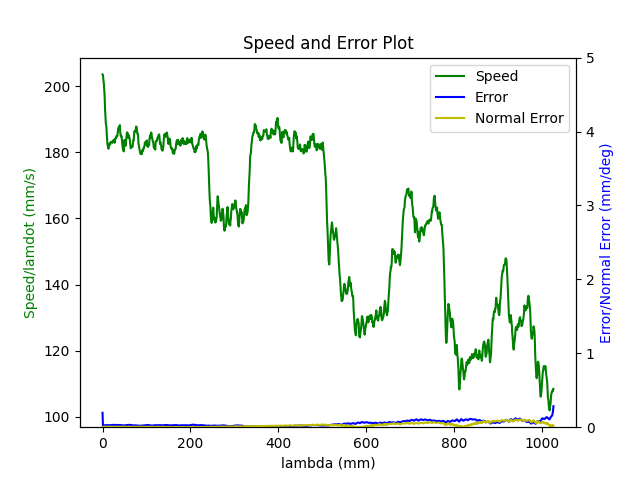 Speed and Error Plot
Speed
Error
Normal Error
200
180
160
140
120
100
5
4
3
2
1
0
0
200
400
600
800
1000
lambda (mm)
Speed/lamdot (mm/s)
Error/Normal Error (mm/deg)